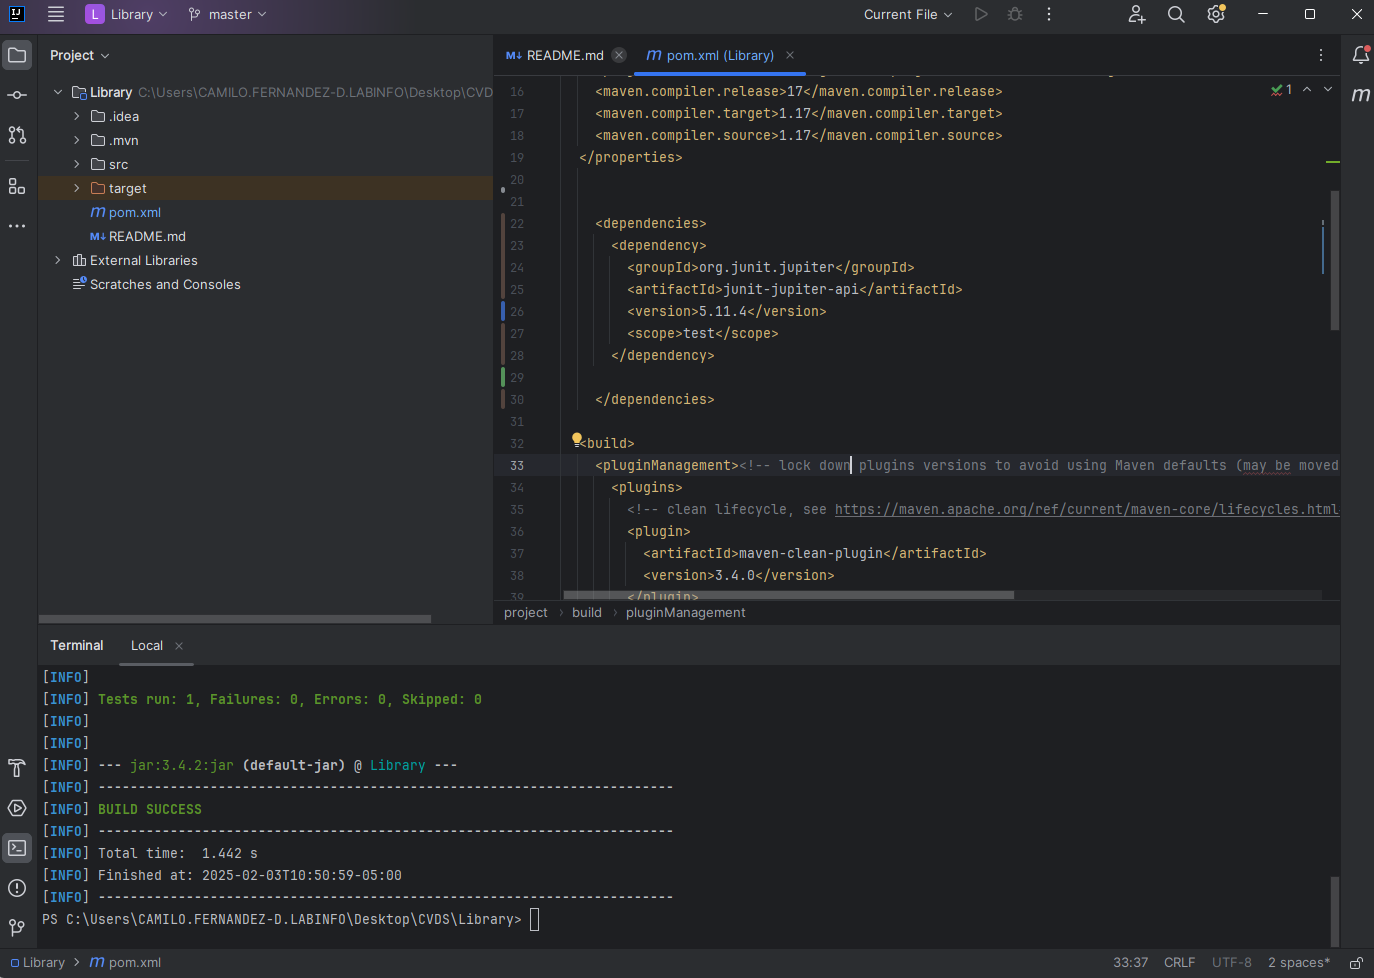 L Library master Current File
Project
README.md
m pom.xml (Library)
Library C:\Users\CAMILO.FERNANDEZ-D.LABINFO\Desktop\CVD
.idea
.mvn
src
target
m pom.xml
M↓ README.md
External Libraries
Scratches and Consoles
16 <maven.compiler.release>17</maven.compiler.release>
17 <maven.compiler.target>1.17</maven.compiler.target>
18 <maven.compiler.source>1.17</maven.compiler.source>
19 </properties>
20
21
22 <dependencies>
23 <dependency>
24 <groupId>org.junit.jupiter</groupId>
25 <artifactId>junit-jupiter-api</artifactId>
26 <version>5.11.4</version>
27 <scope>test</scope>
28 </dependency>
29
30 </dependencies>
31
32 <build>
33 <pluginManagement><!-- lock down plugins versions to avoid using Maven defaults (may be moved
34 <plugins>
35 <!-- clean lifecycle, see https://maven.apache.org/ref/current/maven-core/lifecycles.html
36 <plugin>
37 <artifactId>maven-clean-plugin</artifactId>
38 <version>3.4.0</version>
39 </plugin>
1
m
project > build > pluginManagement
Terminal Local
[INFO]
[INFO] Tests run: 1, Failures: 0, Errors: 0, Skipped: 0
[INFO]
[INFO]
[INFO] --- jar:3.4.2:jar (default-jar) @ Library ---
[INFO] ------------------------------------------------------------------------
[INFO] BUILD SUCCESS
[INFO] ------------------------------------------------------------------------
[INFO] Total time:  1.442 s
[INFO] Finished at: 2025-02-03T10:50:59-05:00
[INFO] ------------------------------------------------------------------------
PS C:\Users\CAMILO.FERNANDEZ-D.LABINFO\Desktop\CVDS\Library>
Library > m pom.xml
33:37 CRLF UTF-8 2 spaces*